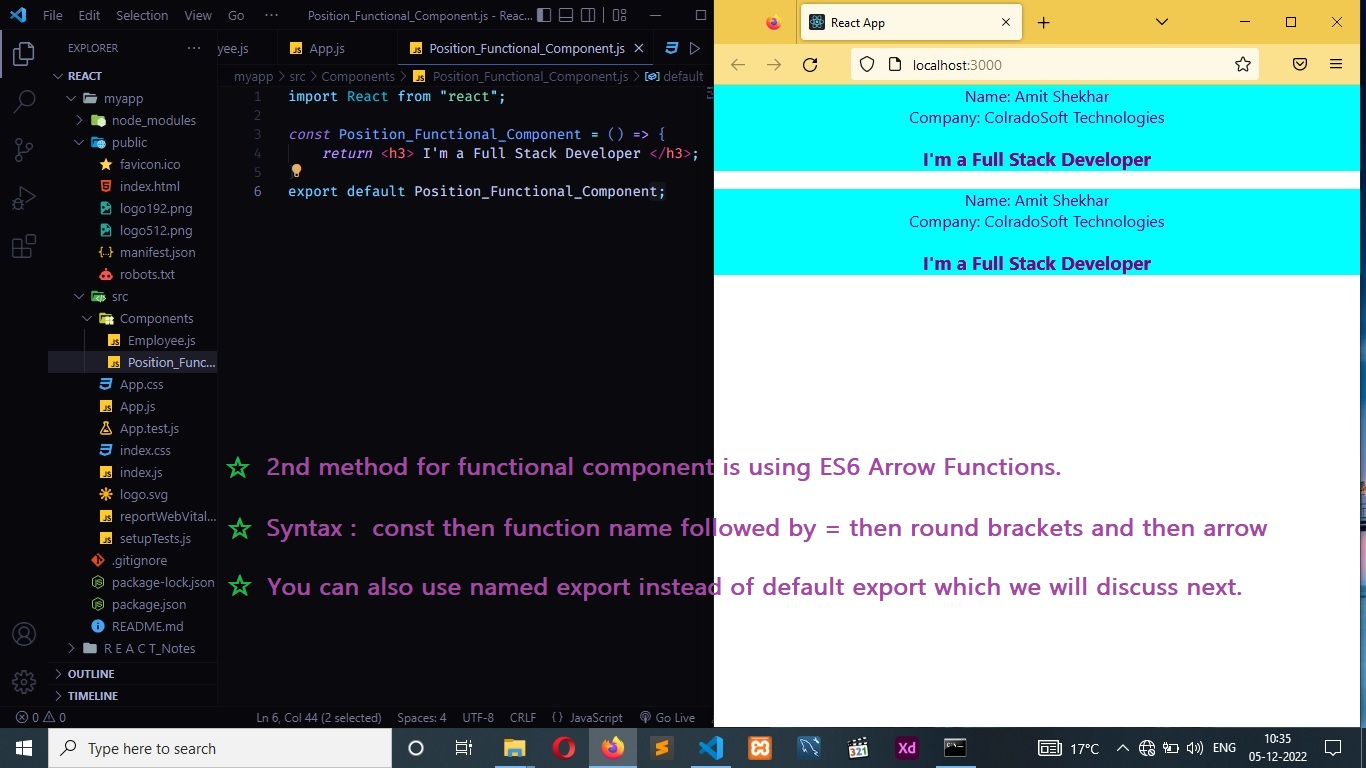 File Edit Selection View Go ··· Position_Functional_Component.js - Reac...
EXPLORER ···
REACT
myapp
node_modules
public
favicon.ico
index.html
logo192.png
logo512.png
manifest.json
robots.txt
src
Components
Employee.js
Position_Func...
App.css
App.js
App.test.js
index.css
index.js
logo.svg
reportWebVital...
setupTests.js
.gitignore
package-lock.json
package.json
README.md
R E A C T_Notes
OUTLINE
TIMELINE
yee.js App.js Position_Functional_Component.js
myapp > src > Components > Position_Functional_Component.js > default
1 import React from "react";
2
3 const Position_Functional_Component = () => {
4 return <h3> I'm a Full Stack Developer </h3>;
5
6 export default Position_Functional_Component;
React App
localhost:3000
Name: Amit Shekhar
Company: ColradoSoft Technologies
I'm a Full Stack Developer
Name: Amit Shekhar
Company: ColradoSoft Technologies
I'm a Full Stack Developer
2nd method for functional component is using ES6 Arrow Functions.
Syntax : const then function name followed by = then round brackets and then arrow
You can also use named export instead of default export which we will discuss next.
0 0 Ln 6, Col 44 (2 selected) Spaces: 4 UTF-8 CRLF {} JavaScript Go Live
Type here to search
321
Xd
17°C ENG
10:35
05-12-2022